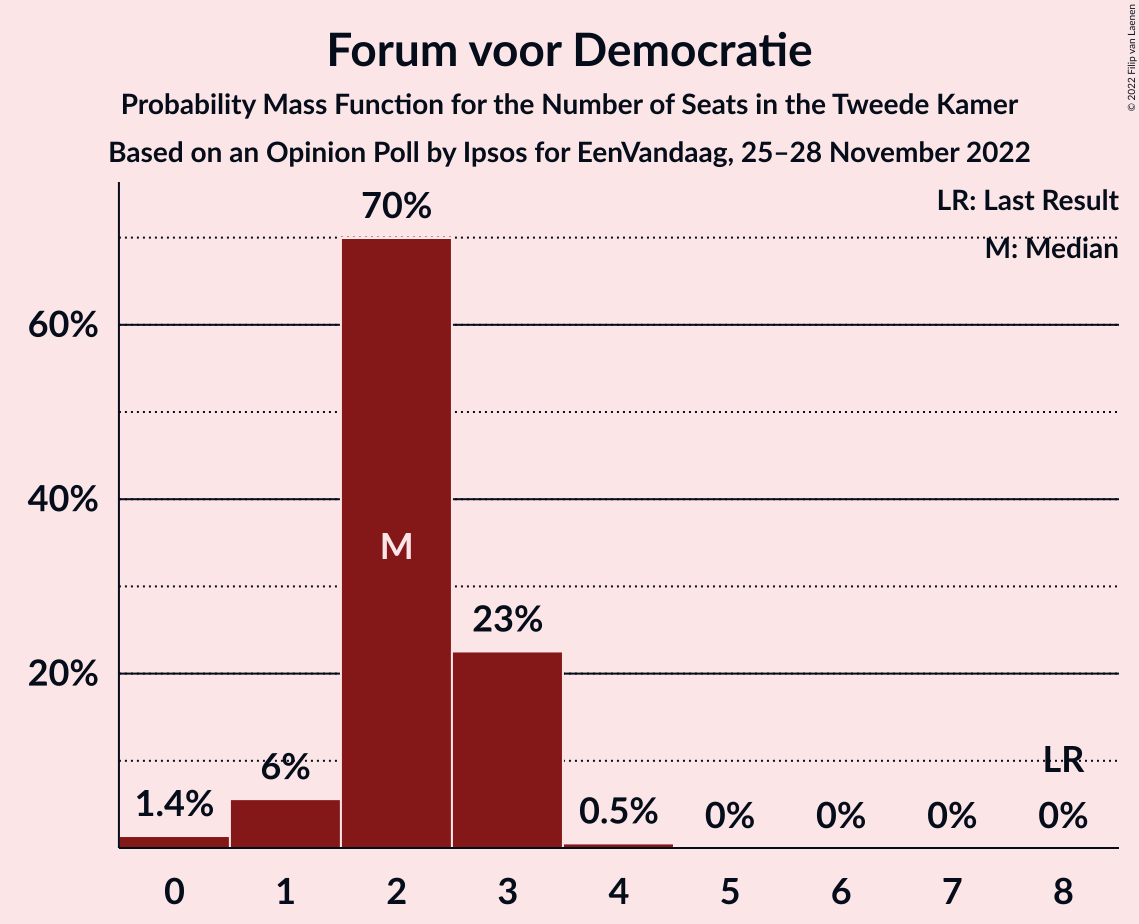 Forum voor Democratie
Probability Mass Function for the Number of Seats in the Tweede Kamer
Based on an Opinion Poll by Ipsos for EenVandaag, 25–28 November 2022
© 2022 Filip van Laenen
LR: Last Result
M: Median
70%
60%
40%
M
23%
20%
6%
LR
1.4%
0.5%
0%
0%
0%
0%
0 1 2 3 4 5 6 7 8